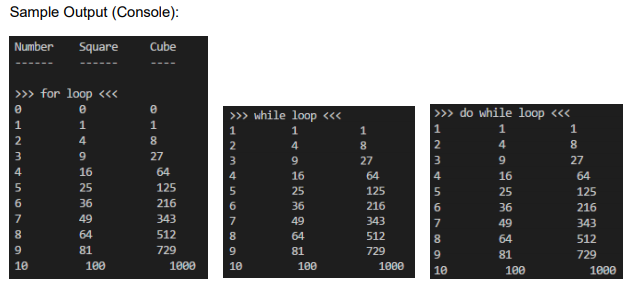 Sample Output (Console):
Number Square Cube
------ ------ ----
>>> for loop <<<
0 0 0
1 1 1
2 4 8
3 9 27
4 16 64
5 25 125
6 36 216
7 49 343
8 64 512
9 81 729
10 100 1000
>>> while loop <<<
1 1 1
2 4 8
3 9 27
4 16 64
5 25 125
6 36 216
7 49 343
8 64 512
9 81 729
10 100 1000
>>> do while loop <<<
1 1 1
2 4 8
3 9 27
4 16 64
5 25 125
6 36 216
7 49 343
8 64 512
9 81 729
10 100 1000